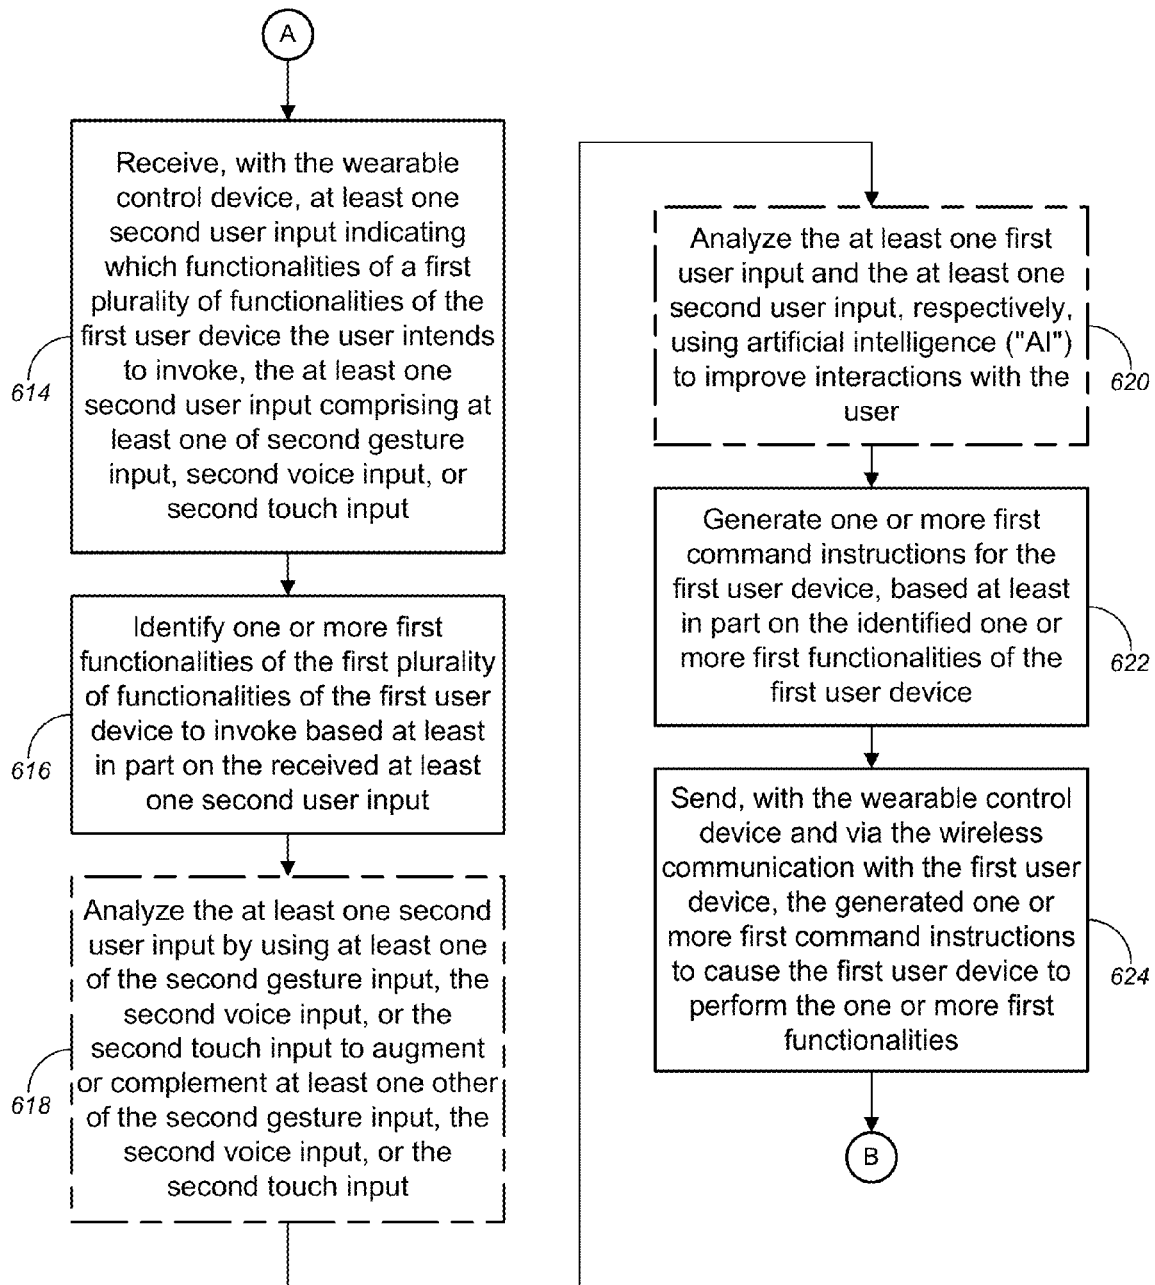 A
Receive, with the wearable
control device, at least one
second user input indicating
which functionalities of a first
plurality of functionalities of the
first user device the user intends
to invoke, the at least one
second user input comprising at
least one of second gesture
input, second voice input, or
second touch input
614
Identify one or more first
functionalities of the first plurality
of functionalities of the first user
device to invoke based at least
in part on the received at least
one second user input
616
Analyze the at least one second
user input by using at least one
of the second gesture input, the
second voice input, or the
second touch input to augment
or complement at least one other
of the second gesture input, the
second voice input, or the
second touch input
618
Analyze the at least one first
user input and the at least one
second user input, respectively,
using artificial intelligence ("AI")
to improve interactions with the
user
620
Generate one or more first
command instructions for the
first user device, based at least
in part on the identified one or
more first functionalities of the
first user device
622
Send, with the wearable control
device and via the wireless
communication with the first user
device, the generated one or
more first command instructions
to cause the first user device to
perform the one or more first
functionalities
624
B